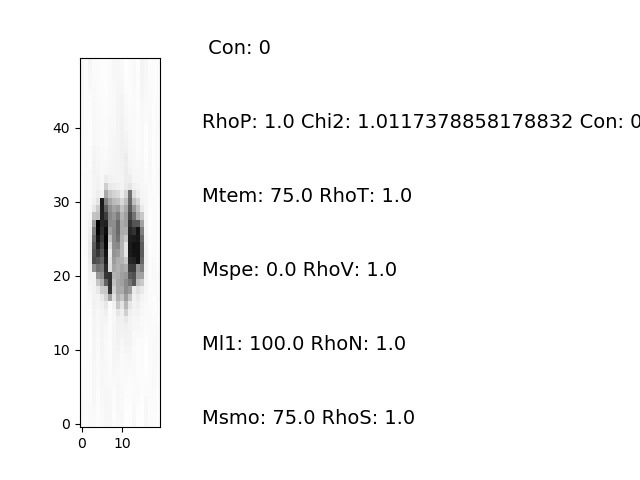 Con: 0
RhoP: 1.0 Chi2: 1.0117378858178832 Con: 0
40
Mtem: 75.0 RhoT: 1.0
30
Mspe: 0.0 RhoV: 1.0
20
Ml1: 100.0 RhoN: 1.0
10
Msmo: 75.0 RhoS: 1.0
0
0 10